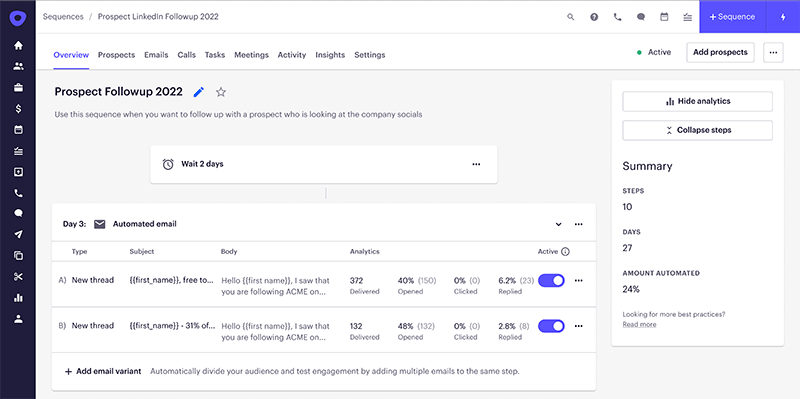 Sequences / Prospect LinkedIn Followup 2022
+ Sequence
Overview Prospects Emails Calls Tasks Meetings Activity Insights Settings
Active Add prospects ...
Prospect Followup 2022
Use this sequence when you want to follow up with a prospect who is looking at the company socials
Wait 2 days ...
Day 3: Automated email ...
Type Subject Body Analytics Active
A) New thread {{first_name}}, free to... Hello {{first name}}, I saw that 372 40% (150) 0% (0) 6.2% (23) ...
you are following ACME on... Delivered Opened Clicked Replied
B) New thread {{first_name}} - 31% of... Hello {{first name}}, I saw that 132 48% (132) 0% (0) 2.8% (8) ...
you are following ACME on... Delivered Opened Clicked Replied
+ Add email variant Automatically divide your audience and test engagement by adding multiple emails to the same step.
Hide analytics
Collapse steps
Summary
STEPS
10
DAYS
27
AMOUNT AUTOMATED
24%
Looking for more best practices?
Read more